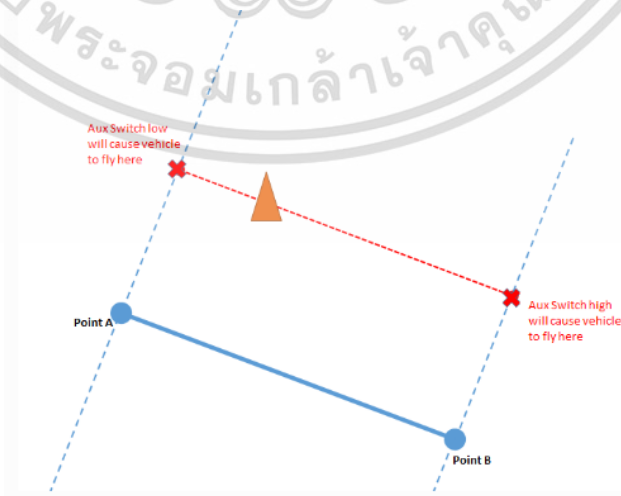 พระจอมเกล้าเจ้าคุณ
Aux Switch low
will cause vehicle
to fly here
Aux Switch high
will cause vehicle
to fly here
Point A
Point B